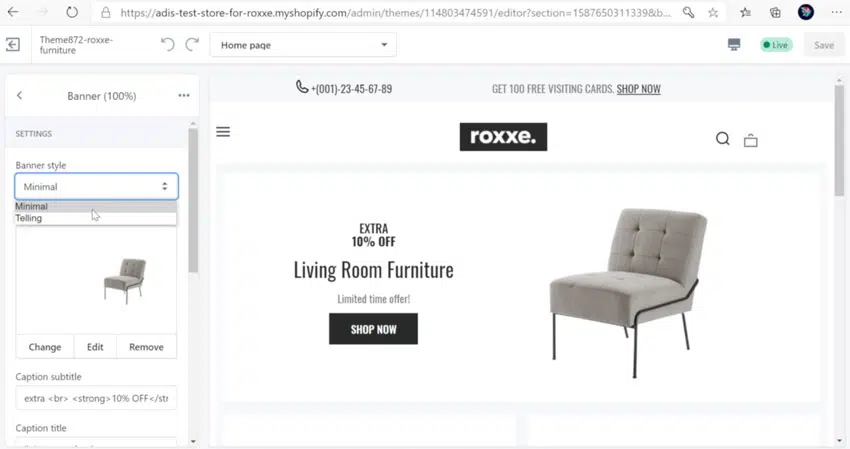 https://adis-test-store-for-roxxe.myshopify.com/admin/themes/114803474591/editor?section=1587650311339&b...
Theme872-roxxe-
furniture
Home page
Live
Save
Banner (100%)
SETTINGS
Banner style
Minimal
Minimal
Telling
Change
Edit
Remove
Caption subtitle
extra <br> <strong>10% OFF</str
Caption title
+(001)-23-45-67-89
GET 100 FREE VISITING CARDS. SHOP NOW
roxxe.
EXTRA
10% OFF
Living Room Furniture
Limited time offer!
SHOP NOW